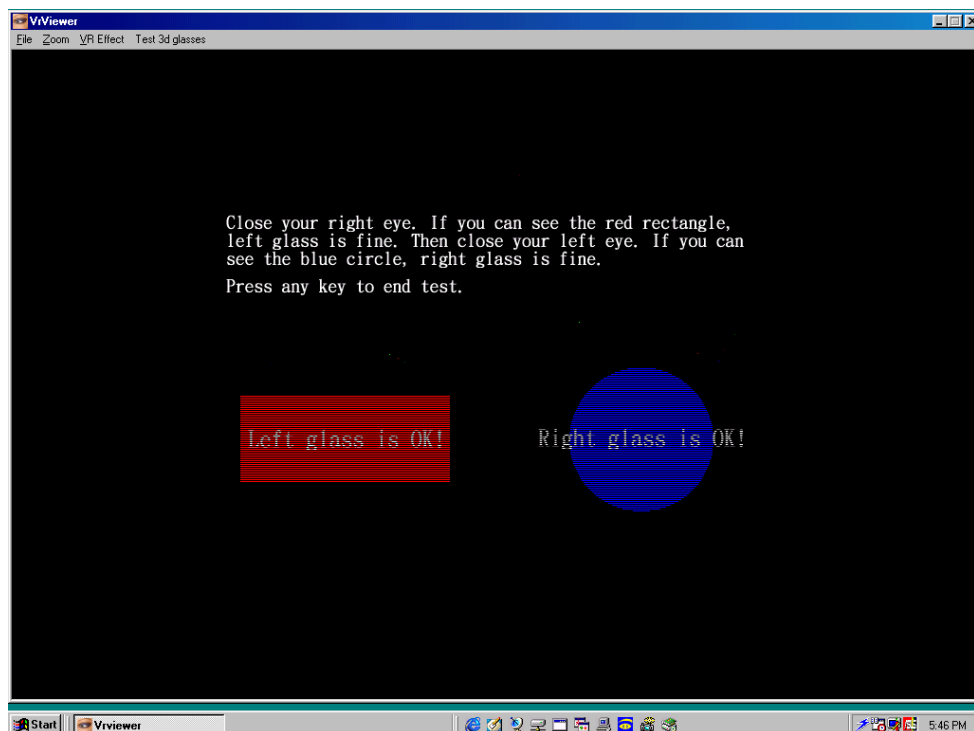 VrViewer
File Zoom VR Effect Test 3d glasses
Close your right eye. If you can see the red rectangle,
left glass is fine. Then close your left eye. If you can
see the blue circle, right glass is fine.
Press any key to end test.
Left glass is OK!
Right glass is OK!
Start Vrviewer 5:46 PM